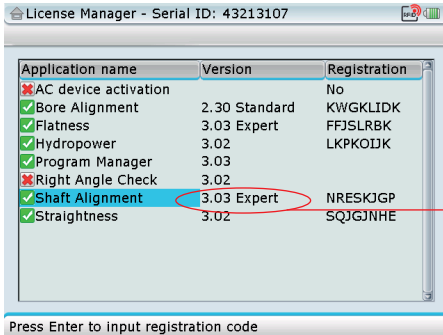 License Manager - Serial ID: 43213107
RFID
Application name Version Registration
AC device activation No
Bore Alignment 2.30 Standard KWGKLIDK
Flatness 3.03 Expert FFJSLRBK
Hydropower 3.02 LKPKOIJK
Program Manager 3.03
Right Angle Check 3.02
Shaft Alignment 3.03 Expert NRESKJGP
Straightness 3.02 SQJGJNHE
Press Enter to input registration code